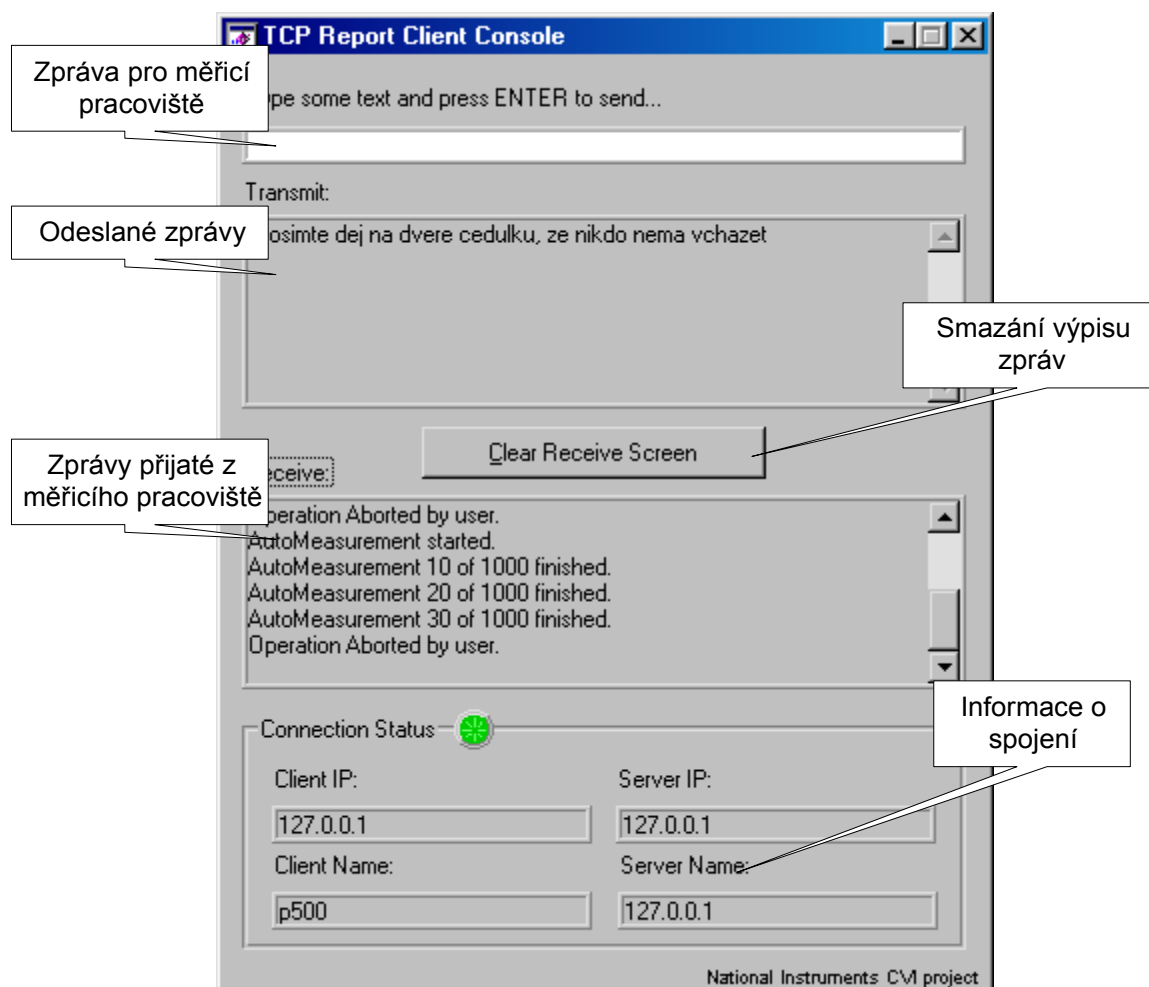 TCP Report Client Console
Zpráva pro měřicí
pracoviště
some text and press ENTER to send...
Transmit:
Odeslané zprávy
dej na dvere cedulku, ze nikdo nema vchazet
Smazání výpisu
zpráv
Clear Receive Screen
Zprávy přijaté z
měřicího pracoviště
Operation Aborted by user.
AutoMeasurement started.
AutoMeasurement 10 of 1000 finished.
AutoMeasurement 20 of 1000 finished.
AutoMeasurement 30 of 1000 finished.
Operation Aborted by user.
Informace o
spojení
Connection Status
Client IP:
Server IP:
127.0.0.1
127.0.0.1
Client Name:
Server Name:
p500
127.0.0.1
National Instruments CVI project